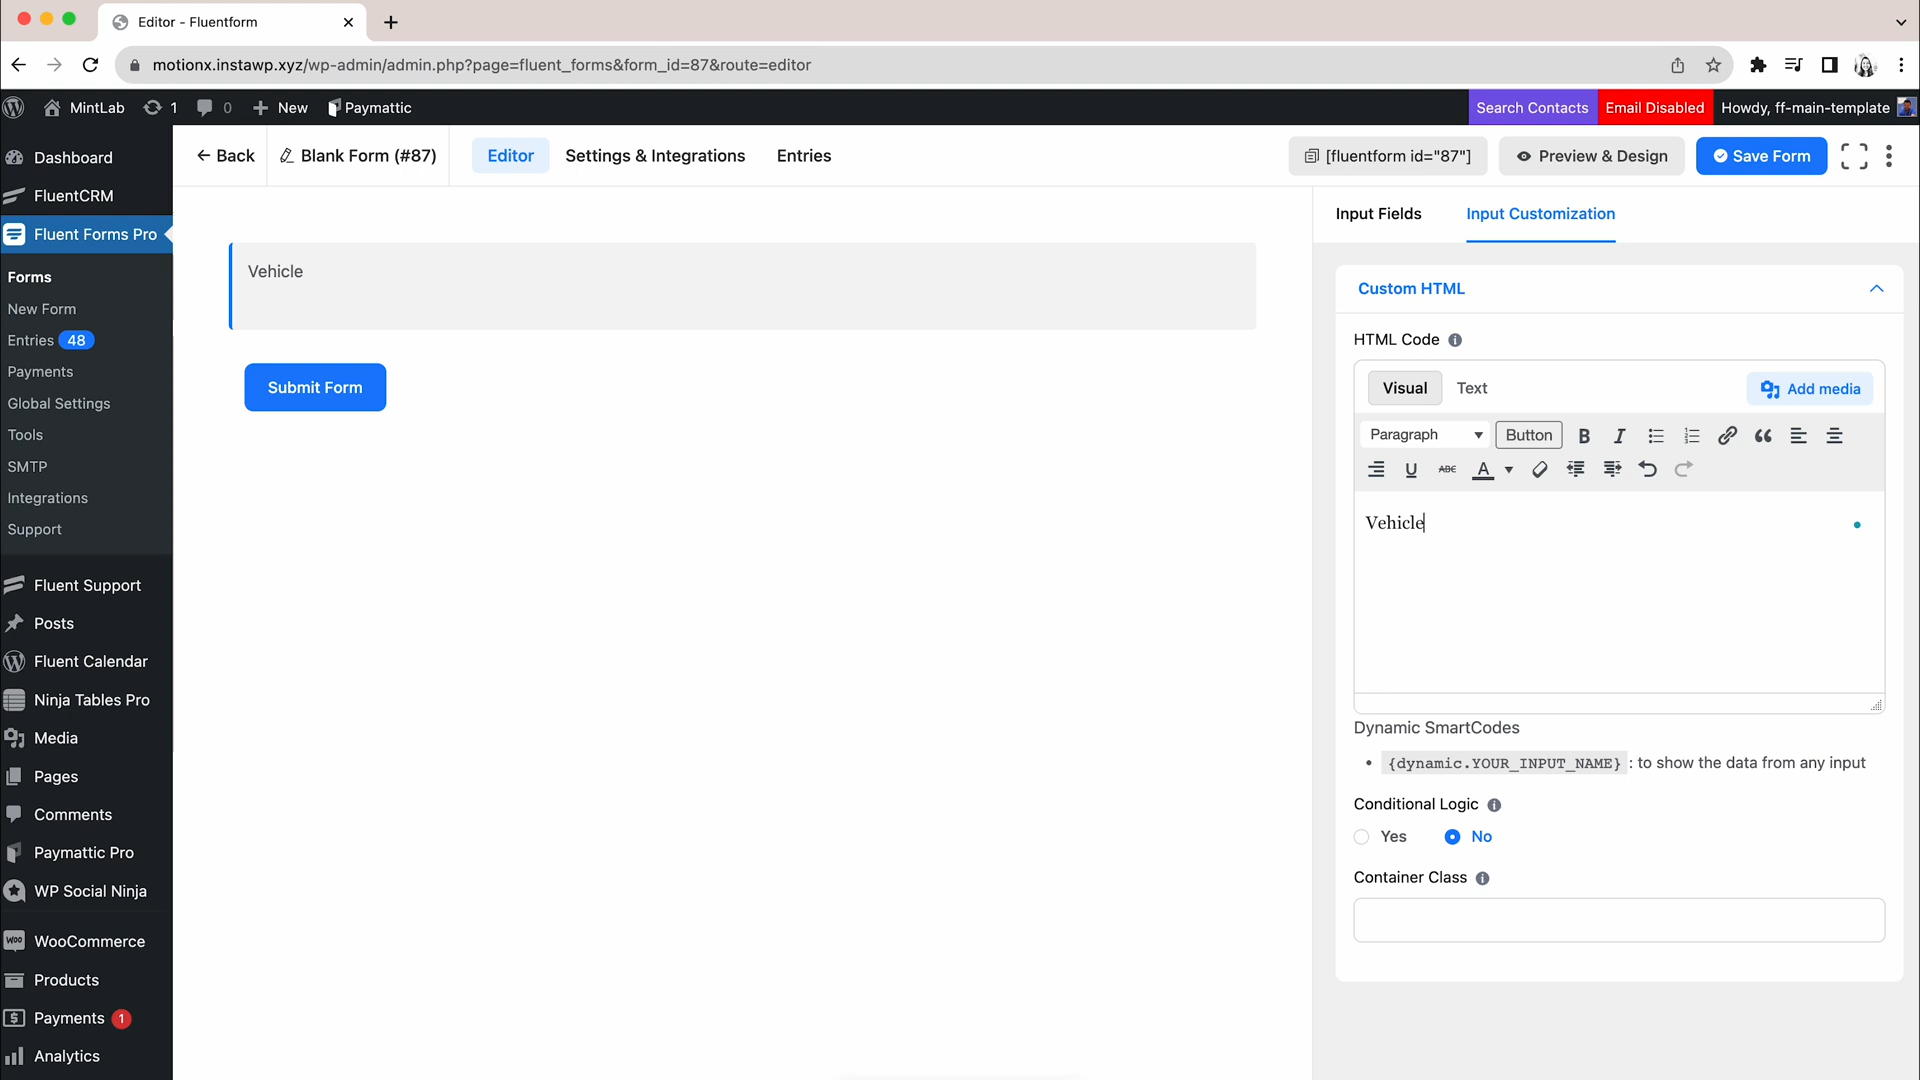 Editor - Fluentform
motionx.instawp.xyz/wp-admin/admin.php?page=fluent_forms&form_id=87&route=editor
MintLab 1 0 New Paymattic Search Contacts Email Disabled Howdy, ff-main-template
Back Blank Form (#87) Editor Settings & Integrations Entries [fluentform id="87"] Preview & Design Save Form
Dashboard
FluentCRM
Fluent Forms Pro
Forms
New Form
Entries 48
Payments
Global Settings
Tools
SMTP
Integrations
Support
Fluent Support
Posts
Fluent Calendar
Ninja Tables Pro
Media
Pages
Comments
Paymattic Pro
WP Social Ninja
WooCommerce
Products
Payments 1
Analytics
Vehicle
Submit Form
Input Fields Input Customization
Custom HTML
HTML Code
Visual Text Add media
Paragraph Button B I
U ABC A
Vehicle
Dynamic SmartCodes
• {dynamic.YOUR_INPUT_NAME} : to show the data from any input
Conditional Logic
Yes No
Container Class